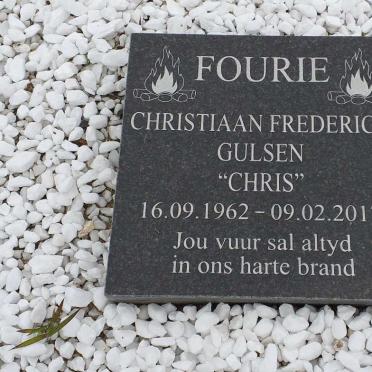 FOURIE
CHRISTIAAN FREDERIC
GULSEN
“CHRIS”
16.09.1962 – 09.02.201
Jou vuur sal altyd
in ons harte brand